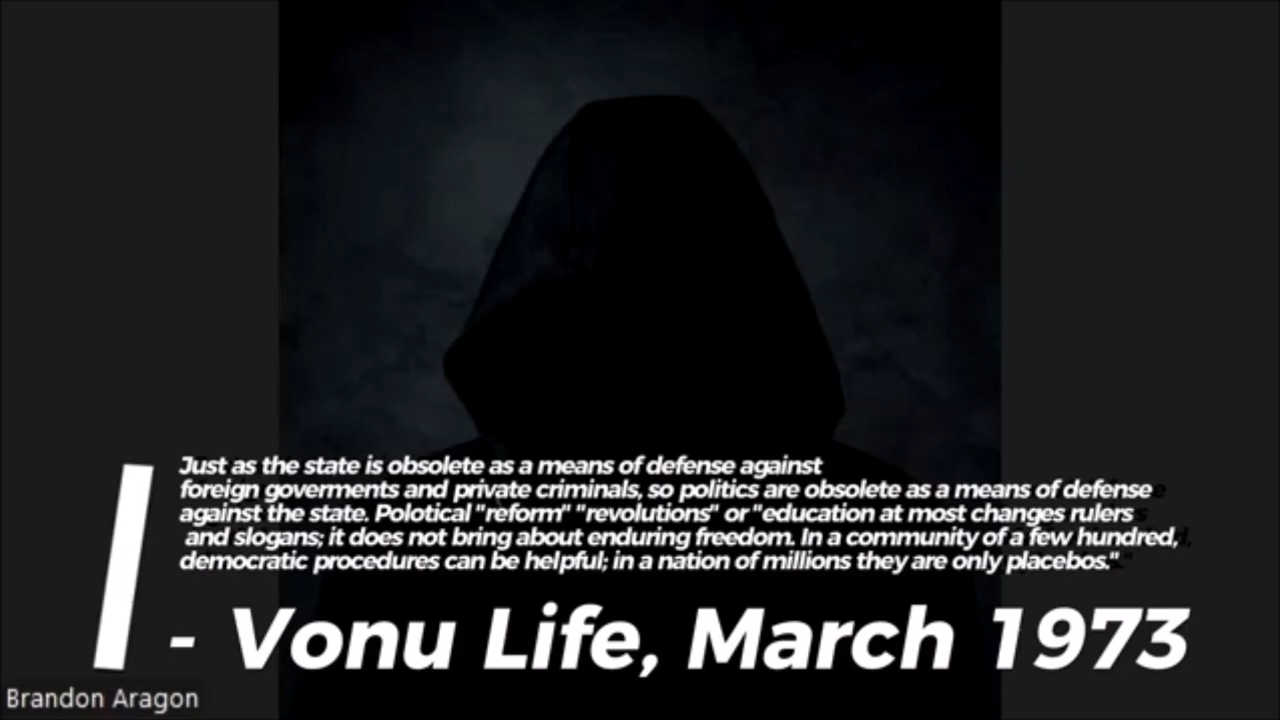 Just as the state is obsolete as a means of defense against
foreign goverments and private criminals, so politics are obsolete as a means of defense
against the state. Polotical "reform" "revolutions" or "education at most changes rulers
and slogans; it does not bring about enduring freedom. In a community of a few hundred,
democratic procedures can be helpful; in a nation of millions they are only placebos."
- Vonu Life, March 1973
Brandon Aragon